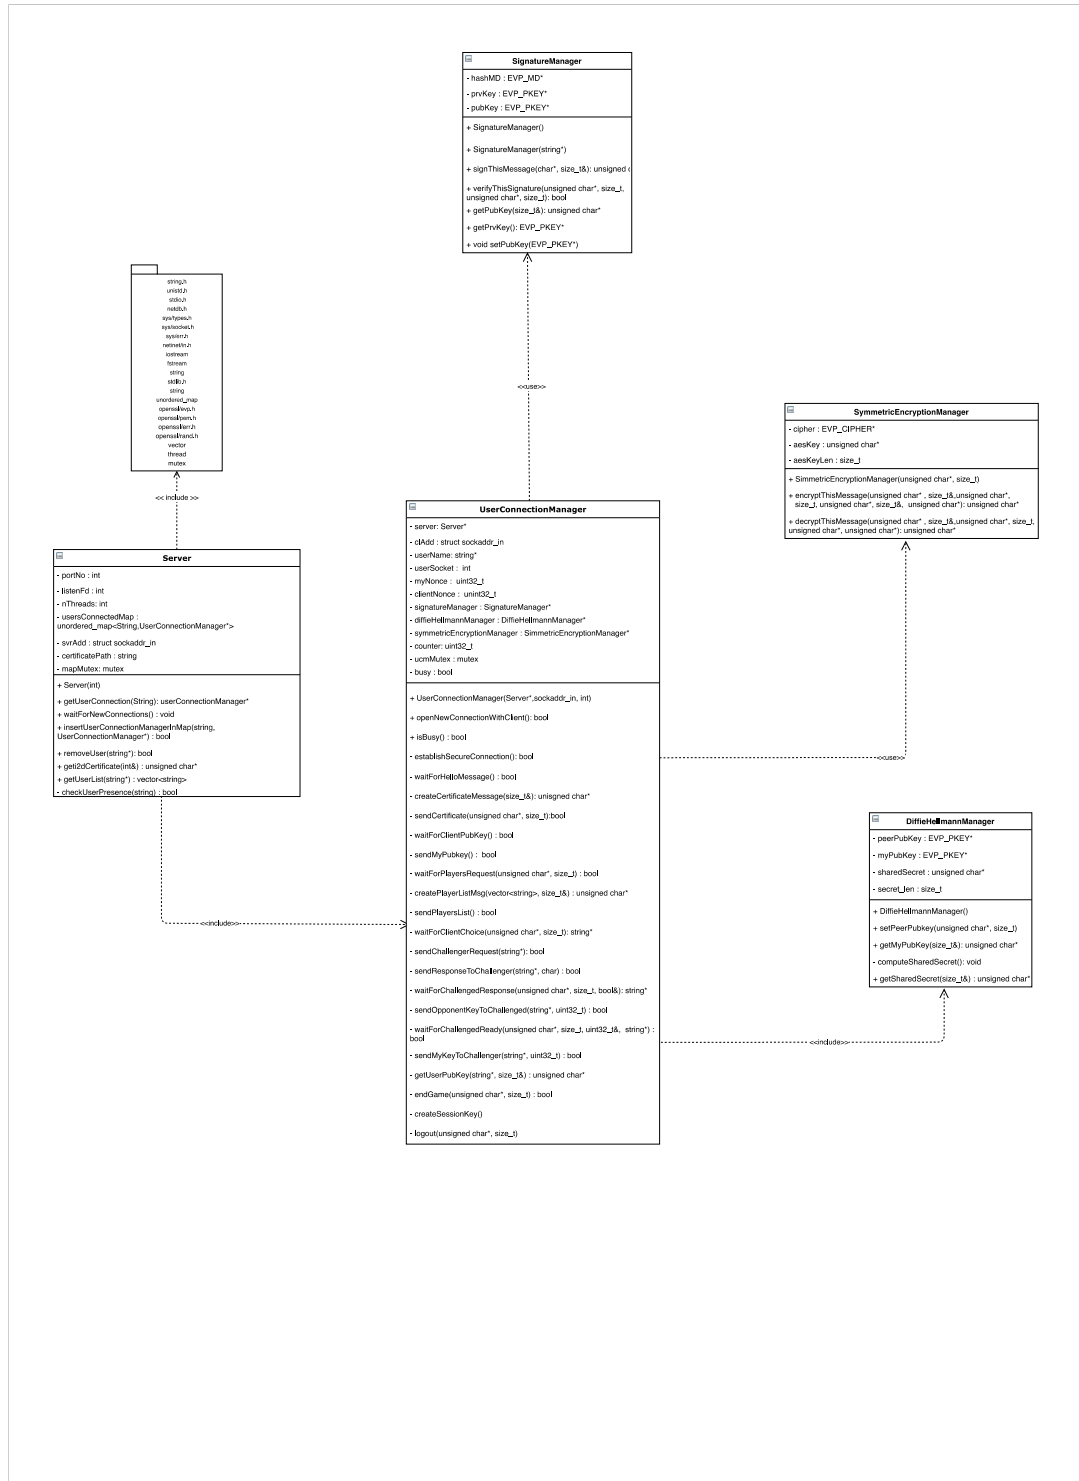 SignatureManager
- hashMD : EVP_MD*
- prvKey : EVP_PKEY*
- pubKey : EVP_PKEY*
+ SignatureManager()
+ SignatureManager(string*)
+ signThisMessage(char*, size_t&): unsigned
+ verifyThisSignature(unsigned char*, size_t,
unsigned char*, size_t): bool
+ getPubKey(size_t&): unsigned char*
+ getPrvKey(): EVP_PKEY*
+ void setPubKey(EVP_PKEY*)
string.h
unistd.h
stdio.h
netdb.h
sys/types.h
sys/socket.h
sys/err.h
netinet/in.h
iostream
fstream
string
stdlib.h
string
unordered_map
openssl/evp.h
openssl/pem.h
openssl/err.h
openssl/rand.h
vector
thread
mutex
<<use>>
<< include >>
SymmetricEncryptionManager
- cipher : EVP_CIPHER*
- aesKey : unsigned char*
- aesKeyLen : size_t
+ SimmetricEncryptionManager(unsigned char*, size_t)
+ encryptThisMessage(unsigned char* , size_t&,unsigned char*,
size_t, unsigned char*, size_t&,  unsigned char*): unsigned char*
+ decryptThisMessage(unsigned char* , size_t&,unsigned char*, size_t,
unsigned char*, unsigned char*): unsigned char*
Server
- portNo : int
- listenFd : int
- nThreads: int
- usersConnectedMap :
unordered_map<String,UserConnectionManager*>
- svrAdd : struct sockaddr_in
- certificatePath : string
- mapMutex: mutex
+ Server(int)
+ getUserConnection(String): userConnectionManager*
+ waitForNewConnections() : void
+ insertUserConnectionManagerInMap(string,
UserConnectionManager*) : bool
+ removeUser(string*): bool
+ geti2dCertificate(int&) : unsigned char*
+ getUserList(string*) : vector<string>
- checkUserPresence(string) : bool
<<include>>
UserConnectionManager
- server: Server*
- clAdd : struct sockaddr_in
- userName: string*
- userSocket :  int
- myNonce :  uint32_t
- clientNonce :  unint32_t
- signatureManager : SignatureManager*
- diffieHellmannManager : DiffieHellmannManager*
- symmetricEncryptionManager : SimmetricEncryptionManager*
- counter: uint32_t
- ucmMutex : mutex
- busy : bool
+ UserConnectionManager(Server*,sockaddr_in, int)
+ openNewConnectionWithClient(): bool
+ isBusy() : bool
- establishSecureConnection(): bool
- waitForHelloMessage() : bool
- createCertificateMessage(size_t&): unisgned char*
- sendCertificate(unsigned char*, size_t):bool
- waitForClientPubKey() : bool
- sendMyPubkey() :  bool
- waitForPlayersRequest(unsigned char*, size_t) : bool
- createPlayerListMsg(vector<string>, size_t&) : unsigned char*
- sendPlayersList() : bool
- waitForClientChoice(unsigned char*, size_t): string*
- sendChallengerRequest(string*): bool
- sendResponseToChallenger(string*, char) : bool
- waitForChallengedResponse(unsigned char*, size_t, bool&): string*
- sendOpponentKeyToChallenged(string*, uint32_t) : bool
- waitForChallengedReady(unsigned char*, size_t, uint32_t&,  string*) :
bool
- sendMyKeyToChallenger(string*, uint32_t) : bool
- getUserPubKey(string*, size_t&) : unsigned char*
- endGame(unsigned char*, size_t) : bool
- createSessionKey()
- logout(unsigned char*, size_t)
<<use>>
DiffieHellmannManager
- peerPubKey : EVP_PKEY*
- myPubKey : EVP_PKEY*
- sharedSecret : unsigned char*
- secret_len : size_t
+ DiffieHellmannManager()
+ setPeerPubkey(unsigned char*, size_t)
+ getMyPubKey(size_t&): unsigned char*
- computeSharedSecret(): void
+ getSharedSecret(size_t&) : unsigned char*
<<include>>